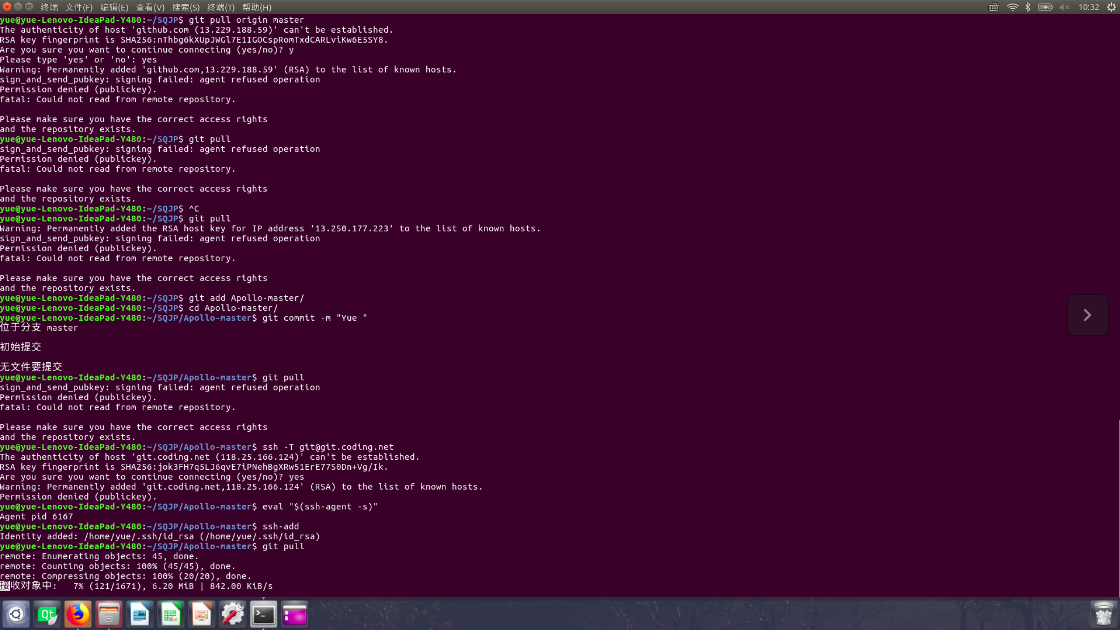 终端 文件(F) 编辑(E) 查看(V) 搜索(S) 终端(T) 帮助(H) 10:32
yue@yue-Lenovo-IdeaPad-Y480:~/SQJP$ git pull origin master
The authenticity of host 'github.com (13.229.188.59)' can't be established.
RSA key fingerprint is SHA256:nThbg6kXUpJWGl7E1IGOCspRomTxdCARLviKw6E5SY8.
Are you sure you want to continue connecting (yes/no)? y
Please type 'yes' or 'no': yes
Warning: Permanently added 'github.com,13.229.188.59' (RSA) to the list of known hosts.
sign_and_send_pubkey: signing failed: agent refused operation
Permission denied (publickey).
fatal: Could not read from remote repository.
Please make sure you have the correct access rights
and the repository exists.
yue@yue-Lenovo-IdeaPad-Y480:~/SQJP$ git pull
sign_and_send_pubkey: signing failed: agent refused operation
Permission denied (publickey).
fatal: Could not read from remote repository.
Please make sure you have the correct access rights
and the repository exists.
yue@yue-Lenovo-IdeaPad-Y480:~/SQJP$ ^C
yue@yue-Lenovo-IdeaPad-Y480:~/SQJP$ git pull
Warning: Permanently added the RSA host key for IP address '13.250.177.223' to the list of known hosts.
sign_and_send_pubkey: signing failed: agent refused operation
Permission denied (publickey).
fatal: Could not read from remote repository.
Please make sure you have the correct access rights
and the repository exists.
yue@yue-Lenovo-IdeaPad-Y480:~/SQJP$ git add Apollo-master/
yue@yue-Lenovo-IdeaPad-Y480:~/SQJP$ cd Apollo-master/
yue@yue-Lenovo-IdeaPad-Y480:~/SQJP/Apollo-master$ git commit -m "Yue "
位于分支 master
初始提交
无文件要提交
yue@yue-Lenovo-IdeaPad-Y480:~/SQJP/Apollo-master$ git pull
sign_and_send_pubkey: signing failed: agent refused operation
Permission denied (publickey).
fatal: Could not read from remote repository.
Please make sure you have the correct access rights
and the repository exists.
yue@yue-Lenovo-IdeaPad-Y480:~/SQJP/Apollo-master$ ssh -T git@git.coding.net
The authenticity of host 'git.coding.net (118.25.166.124)' can't be established.
RSA key fingerprint is SHA256:jok3FH7q5LJ6qvE7iPNehBgXRw51ErE77S0Dn+Vg/Ik.
Are you sure you want to continue connecting (yes/no)? yes
Warning: Permanently added 'git.coding.net,118.25.166.124' (RSA) to the list of known hosts.
Permission denied (publickey).
yue@yue-Lenovo-IdeaPad-Y480:~/SQJP/Apollo-master$ eval "$(ssh-agent -s)"
Agent pid 6167
yue@yue-Lenovo-IdeaPad-Y480:~/SQJP/Apollo-master$ ssh-add
Identity added: /home/yue/.ssh/id_rsa (/home/yue/.ssh/id_rsa)
yue@yue-Lenovo-IdeaPad-Y480:~/SQJP/Apollo-master$ git pull
remote: Enumerating objects: 45, done.
remote: Counting objects: 100% (45/45), done.
remote: Compressing objects: 100% (20/20), done.
接收对象中: 7% (121/1671), 6.20 MiB | 842.00 KiB/s